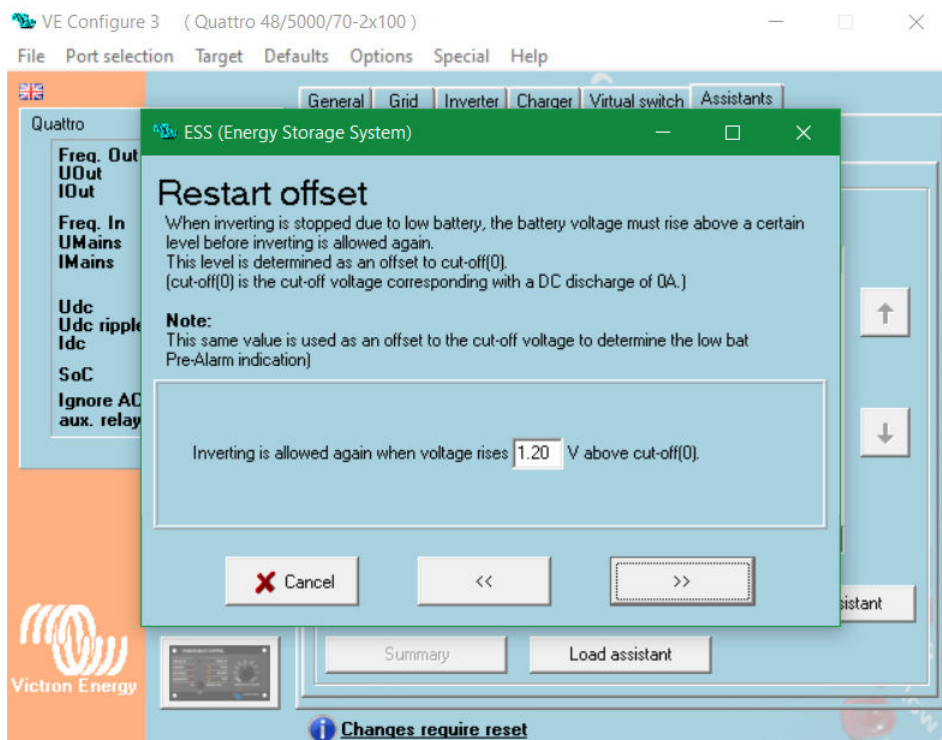 VE Configure 3 ( Quattro 48/5000/70-2x100 )
File Port selection Target Defaults Options Special Help
General Grid Inverter Charger Virtual switch Assistants
Quattro
Freq. Out
UOut
IOut
Freq. In
UMains
IMains
Udc
Udc ripple
Idc
SoC
Ignore AC
aux. relay
ESS (Energy Storage System)
Restart offset
When inverting is stopped due to low battery, the battery voltage must rise above a certain
level before inverting is allowed again.
This level is determined as an offset to cut-off(0).
(cut-off(0) is the cut-off voltage corresponding with a DC discharge of 0A.)
Note:
This same value is used as an offset to the cut-off voltage to determine the low bat
Pre-Alarm indication)
Inverting is allowed again when voltage rises 1.20 V above cut-off(0).
Cancel << >>
sistant
Summary Load assistant
Victron Energy
Changes require reset